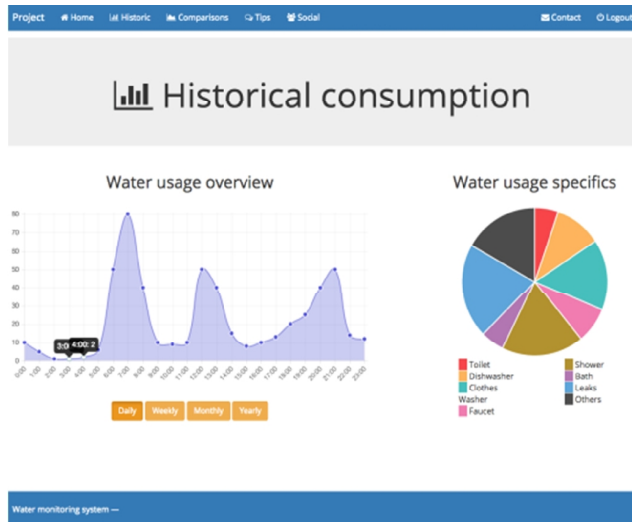 Project Home Historic Comparisons Tips Social Contact Logout
Historical consumption
Water usage overview
80
70
60
50
40
30
20
10
0
3:0 4:00: 2
0:00 1:00 2:00 3:00 4:00 5:00 6:00 7:00 8:00 9:00 10:00 11:00 12:00 13:00 14:00 15:00 16:00 17:00 18:00 19:00 20:00 21:00 22:00 23:00
Daily Weekly Monthly Yearly
Water usage specifics
Toilet
Dishwasher
Clothes
Washer
Faucet
Shower
Bath
Leaks
Others
Water monitoring system —